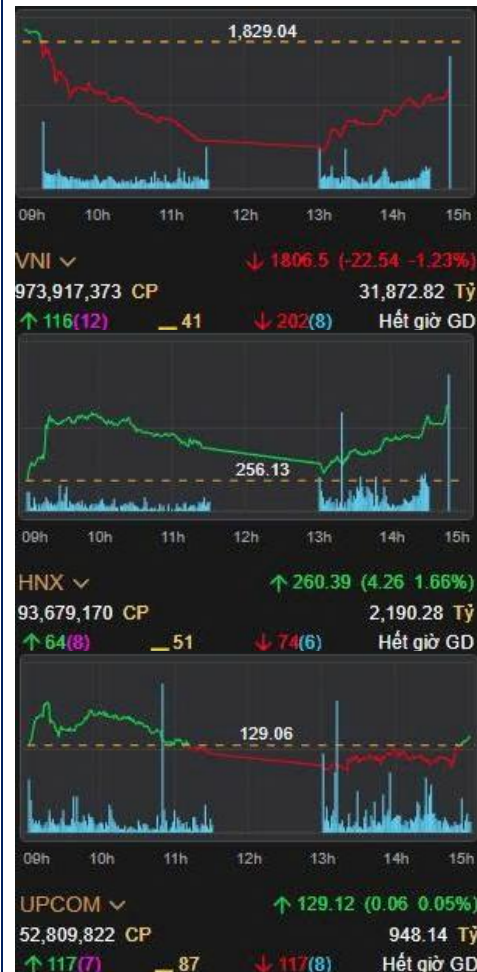 1,829.04
09h 10h 11h 12h 13h 14h 15h
VNI ↓ 1806.5 (-22.54 -1.23%)
973,917,373 CP 31,872.82 Tỷ
↑ 116(12) 41 ↓ 202(8) Hết giờ GD
256.13
09h 10h 11h 12h 13h 14h 15h
HNX ↑ 260.39 (4.26 1.66%)
93,679,170 CP 2,190.28 Tỷ
↑ 64(8) 51 ↓ 74(6) Hết giờ GD
129.06
09h 10h 11h 12h 13h 14h 15h
UPCOM ↑ 129.12 (0.06 0.05%)
52,809,822 CP 948.14 Tỷ
↑ 117(7) 87 ↓ 117(8) Hết giờ GD